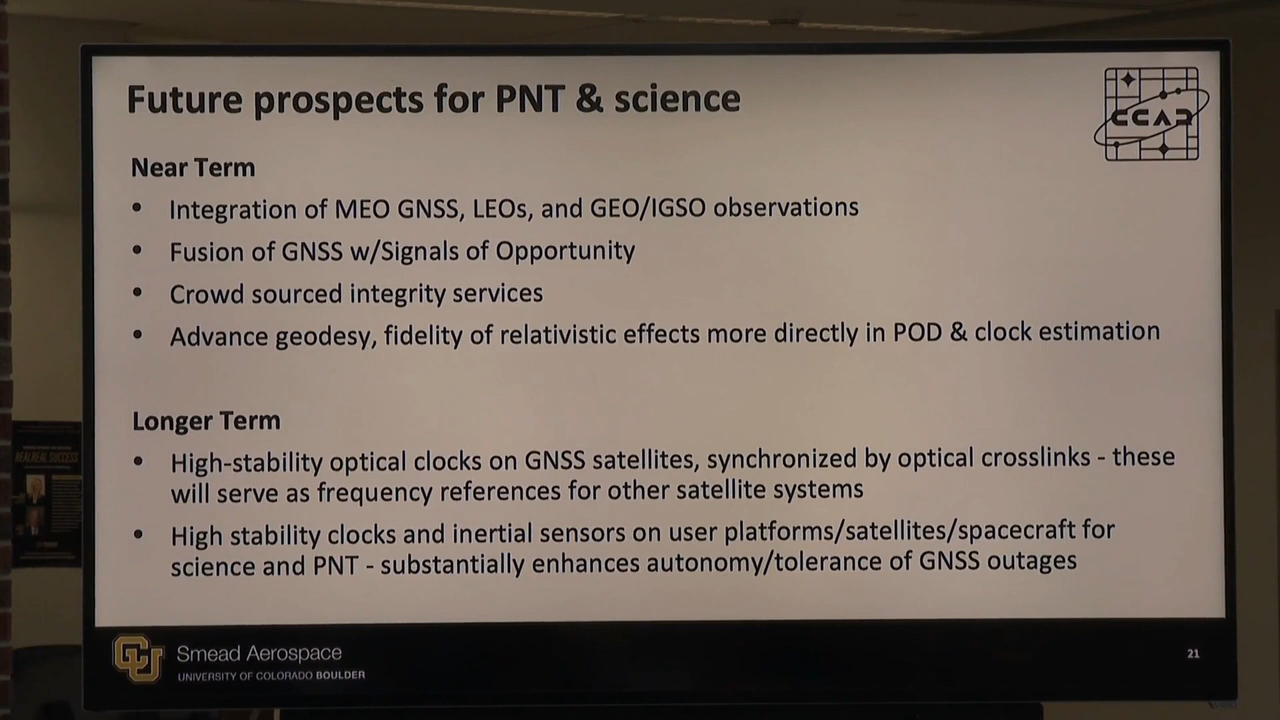 Future prospects for PNT & science
CCAR
Near Term
• Integration of MEO GNSS, LEOs, and GEO/IGSO observations
• Fusion of GNSS w/Signals of Opportunity
• Crowd sourced integrity services
• Advance geodesy, fidelity of relativistic effects more directly in POD & clock estimation
Longer Term
• High-stability optical clocks on GNSS satellites, synchronized by optical crosslinks - these
will serve as frequency references for other satellite systems
• High stability clocks and inertial sensors on user platforms/satellites/spacecraft for
science and PNT - substantially enhances autonomy/tolerance of GNSS outages
CU
Smead Aerospace
UNIVERSITY OF COLORADO BOULDER
21